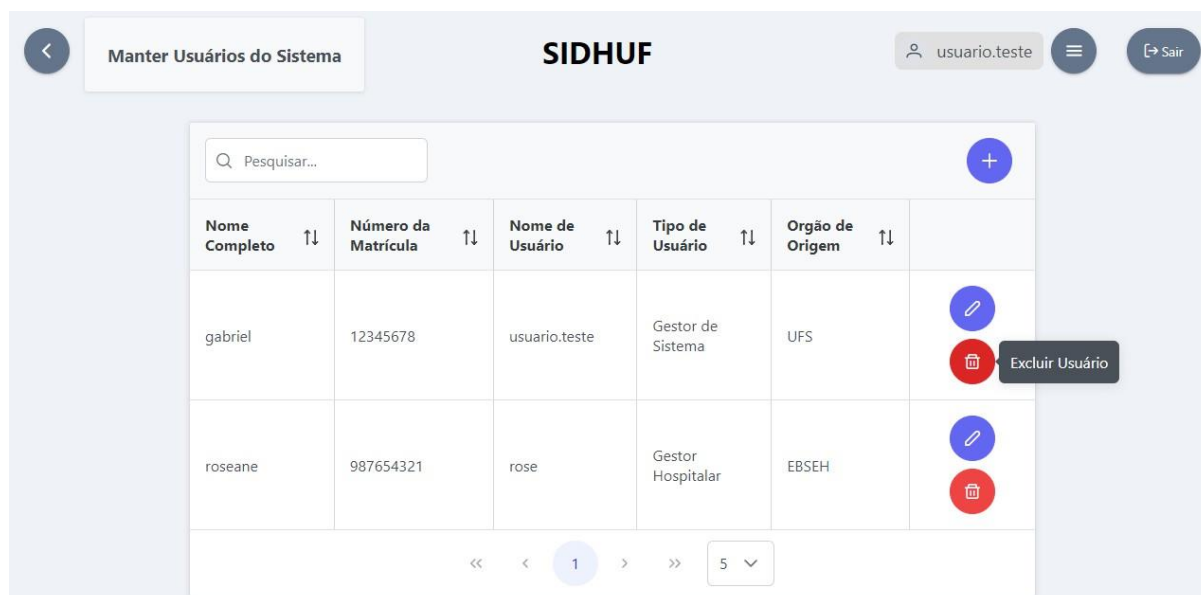 Manter Usuários do Sistema
SIDHUF
usuario.teste
Sair
Pesquisar...
Nome Completo
Número da Matrícula
Nome de Usuário
Tipo de Usuário
Orgão de Origem
gabriel
12345678
usuario.teste
Gestor de Sistema
UFS
Excluir Usuário
roseane
987654321
rose
Gestor Hospitalar
EBSEH
1
5